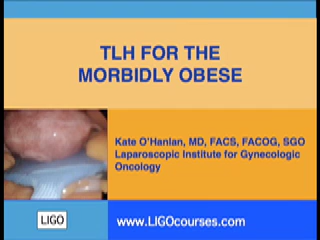 TLH FOR THE
MORBIDLY OBESE
Kate O'Hanlan, MD, FACS, FACOG, SGO
Laparoscopic Institute for Gynecologic
Oncology
LIGO
www.LIGOcourses.com